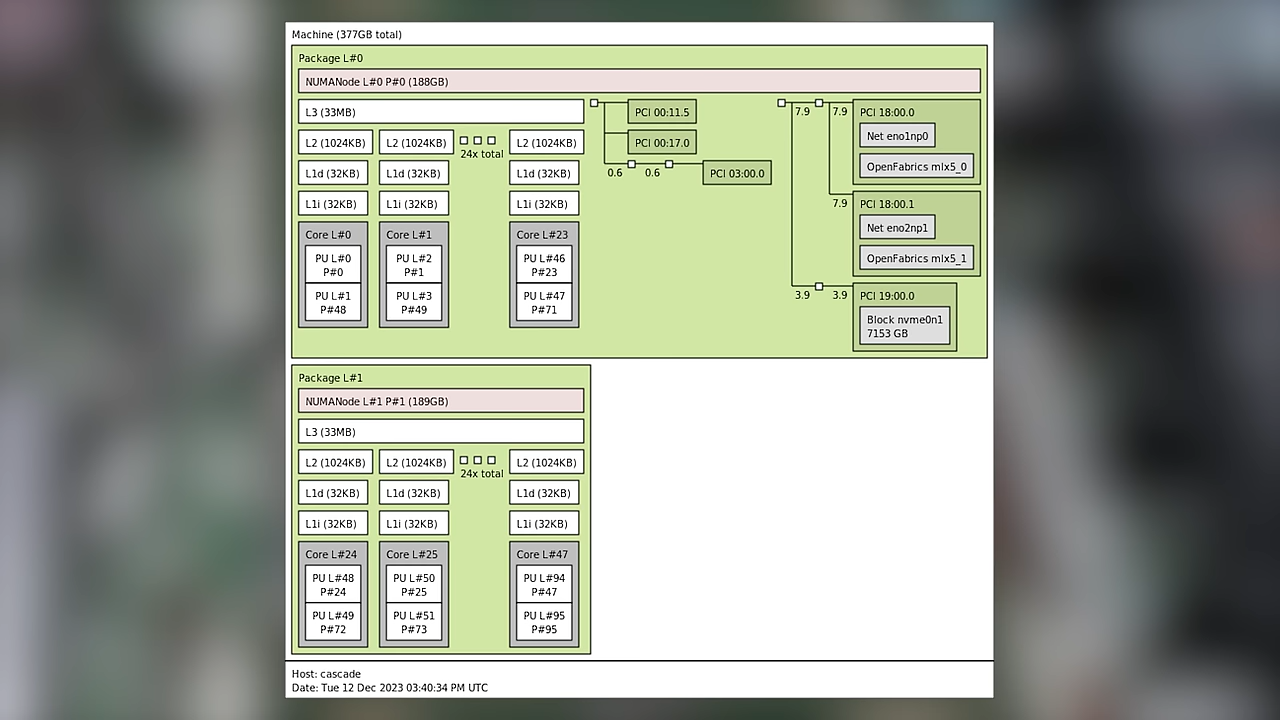 Machine (377GB total)
Package L#0
NUMANode L#0 P#0 (188GB)
L3 (33MB)
L2 (1024KB) L2 (1024KB) 24x total L2 (1024KB)
L1d (32KB) L1d (32KB) L1d (32KB)
L1i (32KB) L1i (32KB) L1i (32KB)
Core L#0
PU L#0
P#0
PU L#1
P#48
Core L#1
PU L#2
P#1
PU L#3
P#49
Core L#23
PU L#46
P#23
PU L#47
P#71
PCI 00:11.5
PCI 00:17.0
0.6 0.6 PCI 03:00.0
7.9 7.9 PCI 18:00.0
Net eno1np0
OpenFabrics mlx5_0
7.9 PCI 18:00.1
Net eno2np1
OpenFabrics mlx5_1
3.9 3.9 PCI 19:00.0
Block nvme0n1
7153 GB
Package L#1
NUMANode L#1 P#1 (189GB)
L3 (33MB)
L2 (1024KB) L2 (1024KB) 24x total L2 (1024KB)
L1d (32KB) L1d (32KB) L1d (32KB)
L1i (32KB) L1i (32KB) L1i (32KB)
Core L#24
PU L#48
P#24
PU L#49
P#72
Core L#25
PU L#50
P#25
PU L#51
P#73
Core L#47
PU L#94
P#47
PU L#95
P#95
Host: cascade
Date: Tue 12 Dec 2023 03:40:34 PM UTC